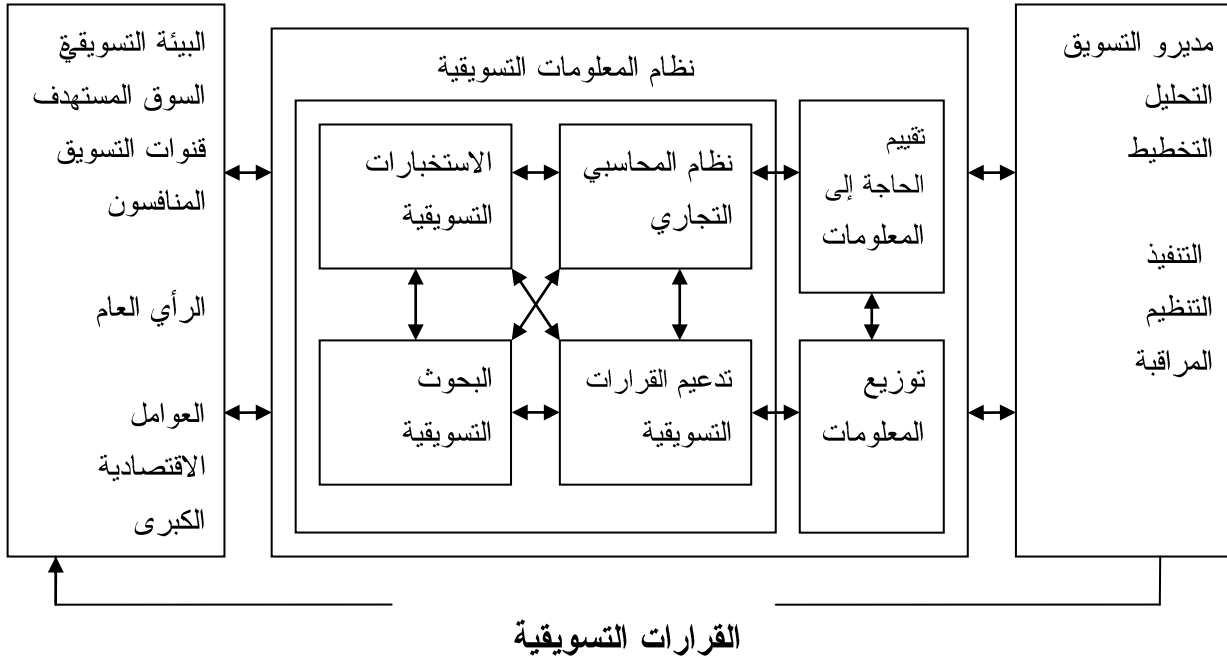 مديرو التسويق
التحليل
التخطيط
التنفيذ
التنظيم
المراقبة
نظام المعلومات التسويقية
تقييم
الحاجة إلى
المعلومات
توزيع
المعلومات
نظام المحاسبي
التجاري
الاستخبارات
التسويقية
تدعيم القرارات
التسويقية
البحوث
التسويقية
البيئة التسويقية
السوق المستهدف
قنوات التسويق
المنافسون
الرأي العام
العوامل
الاقتصادية
الكبرى
القرارات التسويقية